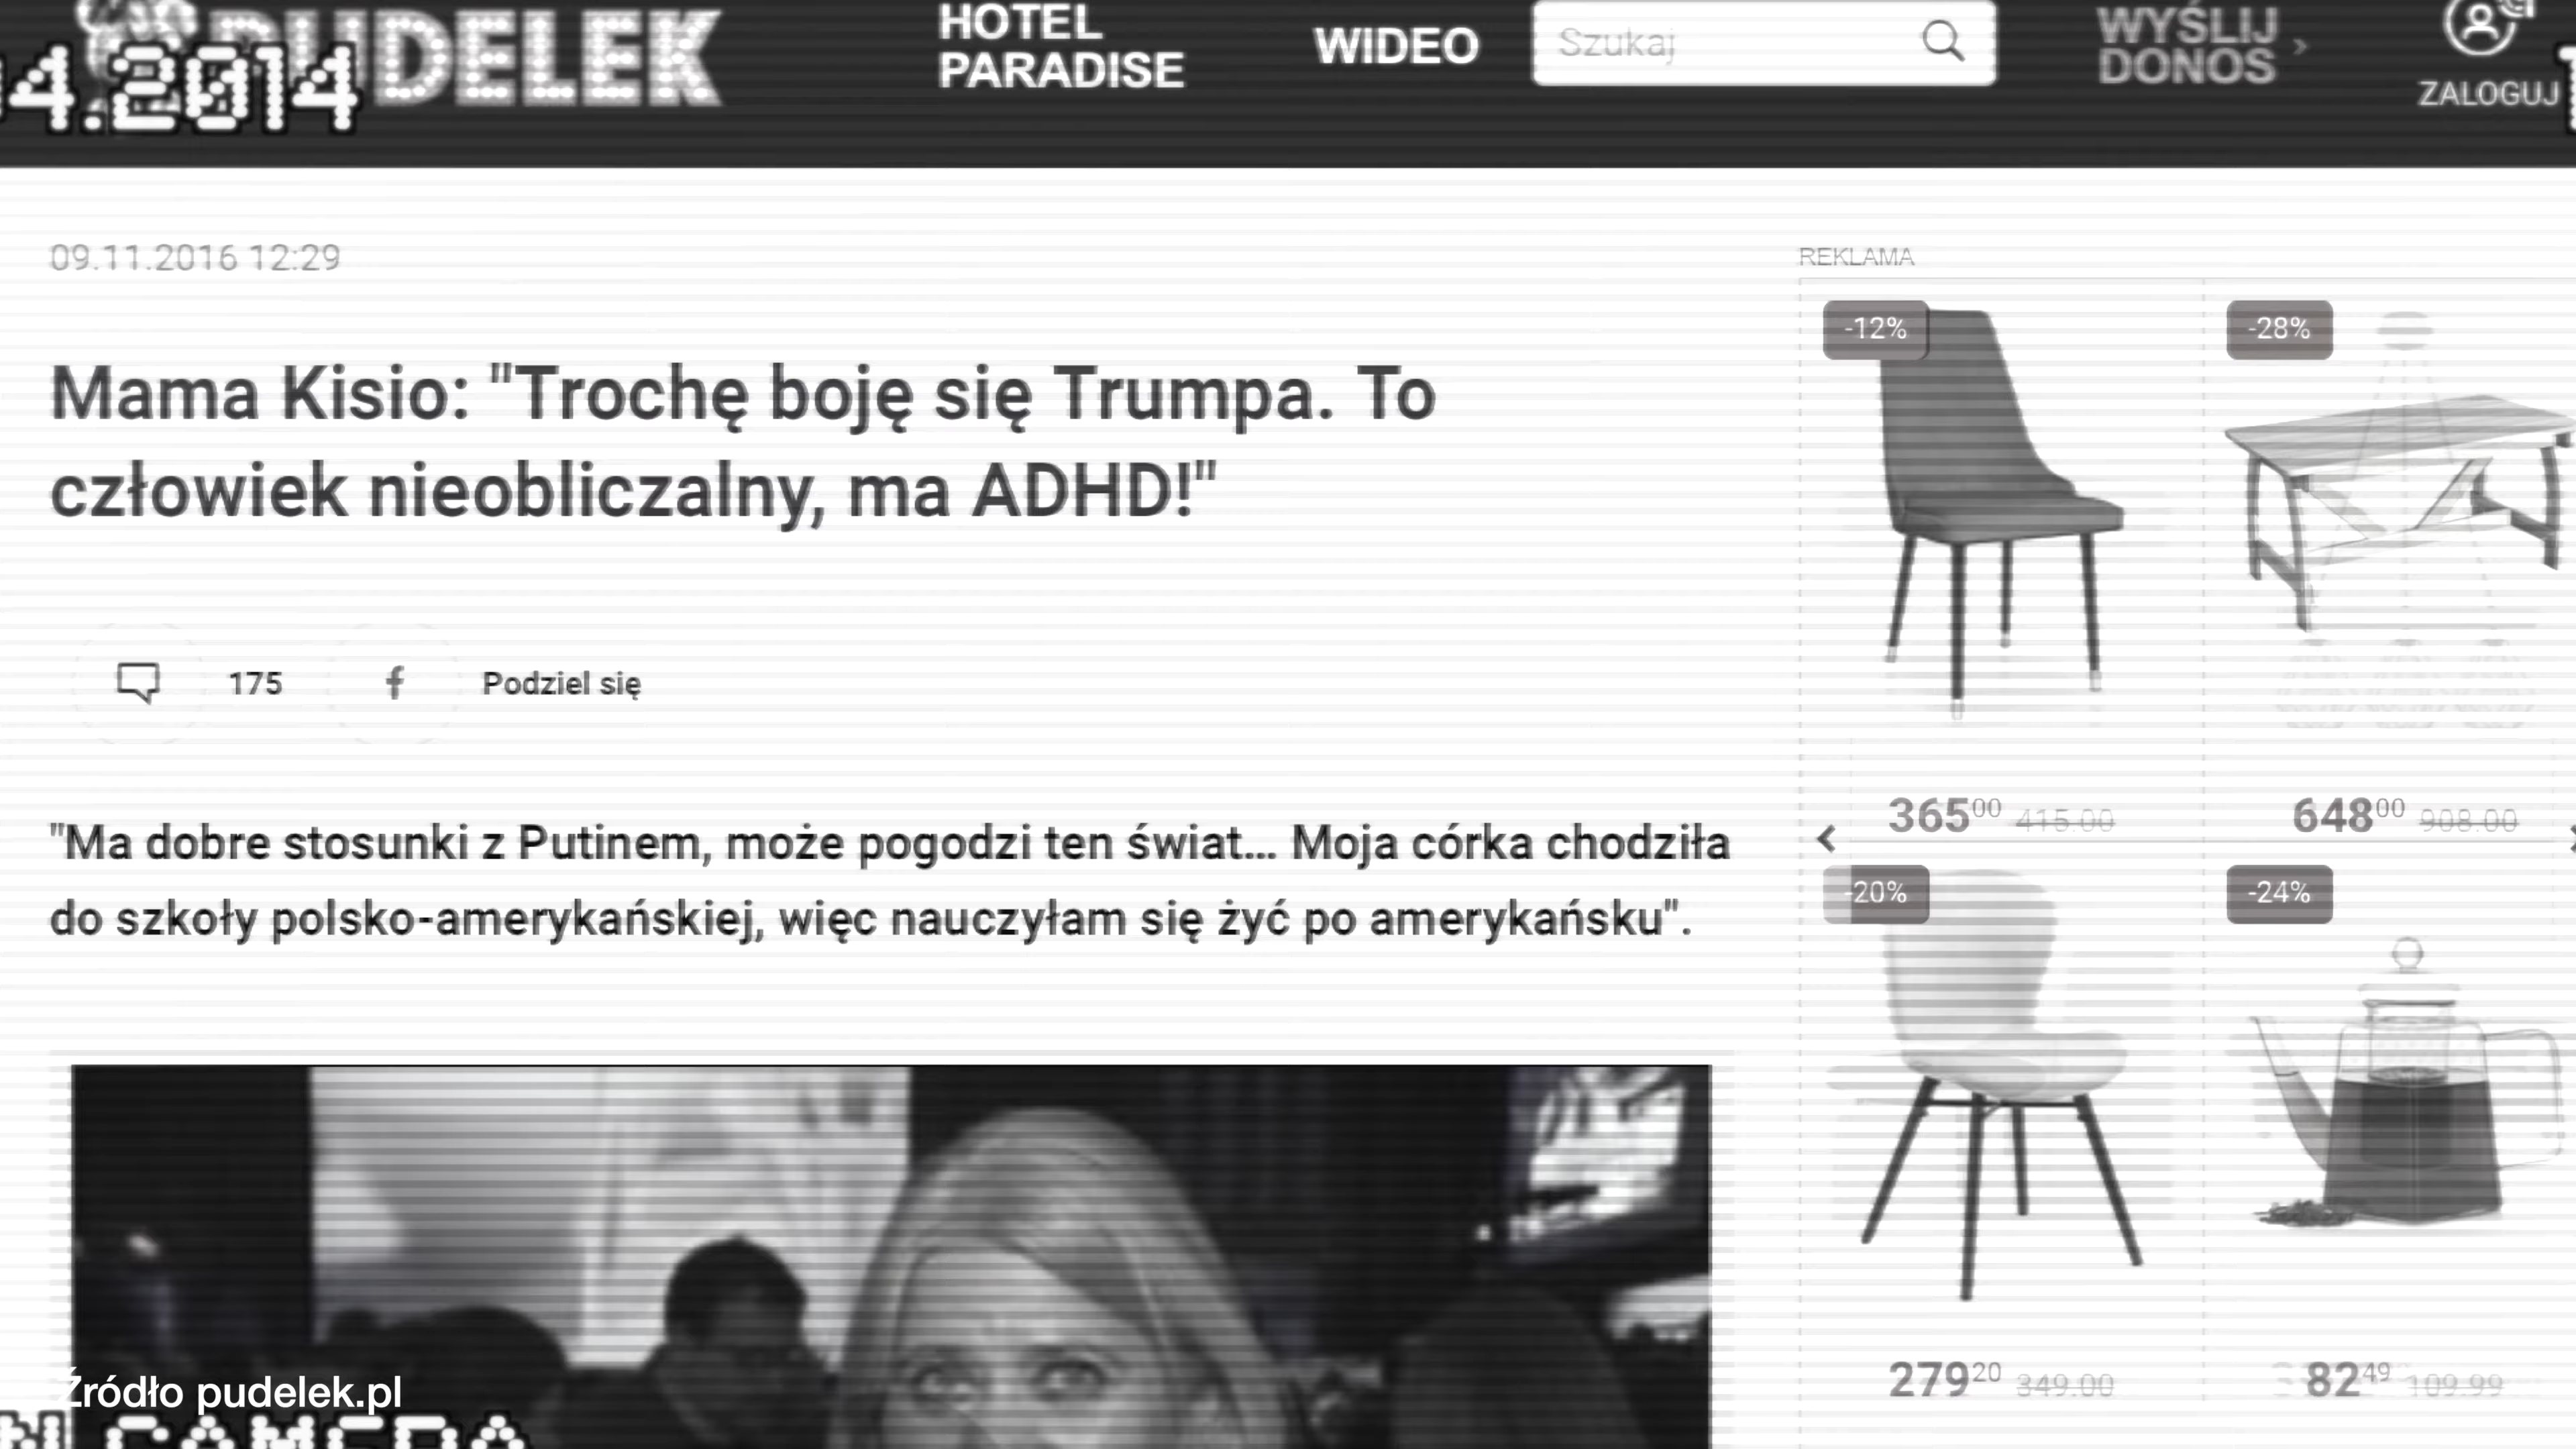 PUDELEK
4.2014
HOTEL
PARADISE
WIDEO
Szukaj
WYŚLIJ
DONOS
ZALOGUJ
09.11.2016 12:29
REKLAMA
Mama Kisio: "Trochę boję się Trumpa. To
człowiek nieobliczalny, ma ADHD!"
175
Podziel się
"Ma dobre stosunki z Putinem, może pogodzi ten świat... Moja córka chodziła
do szkoły polsko-amerykańskiej, więc nauczyłam się żyć po amerykańsku".
-12%
-28%
365⁰⁰ 415.00
648⁰⁰ 908.00
-20%
-24%
279²⁰ 349.00
82⁴⁹ 109.99
Źródło pudelek.pl
CAMERA